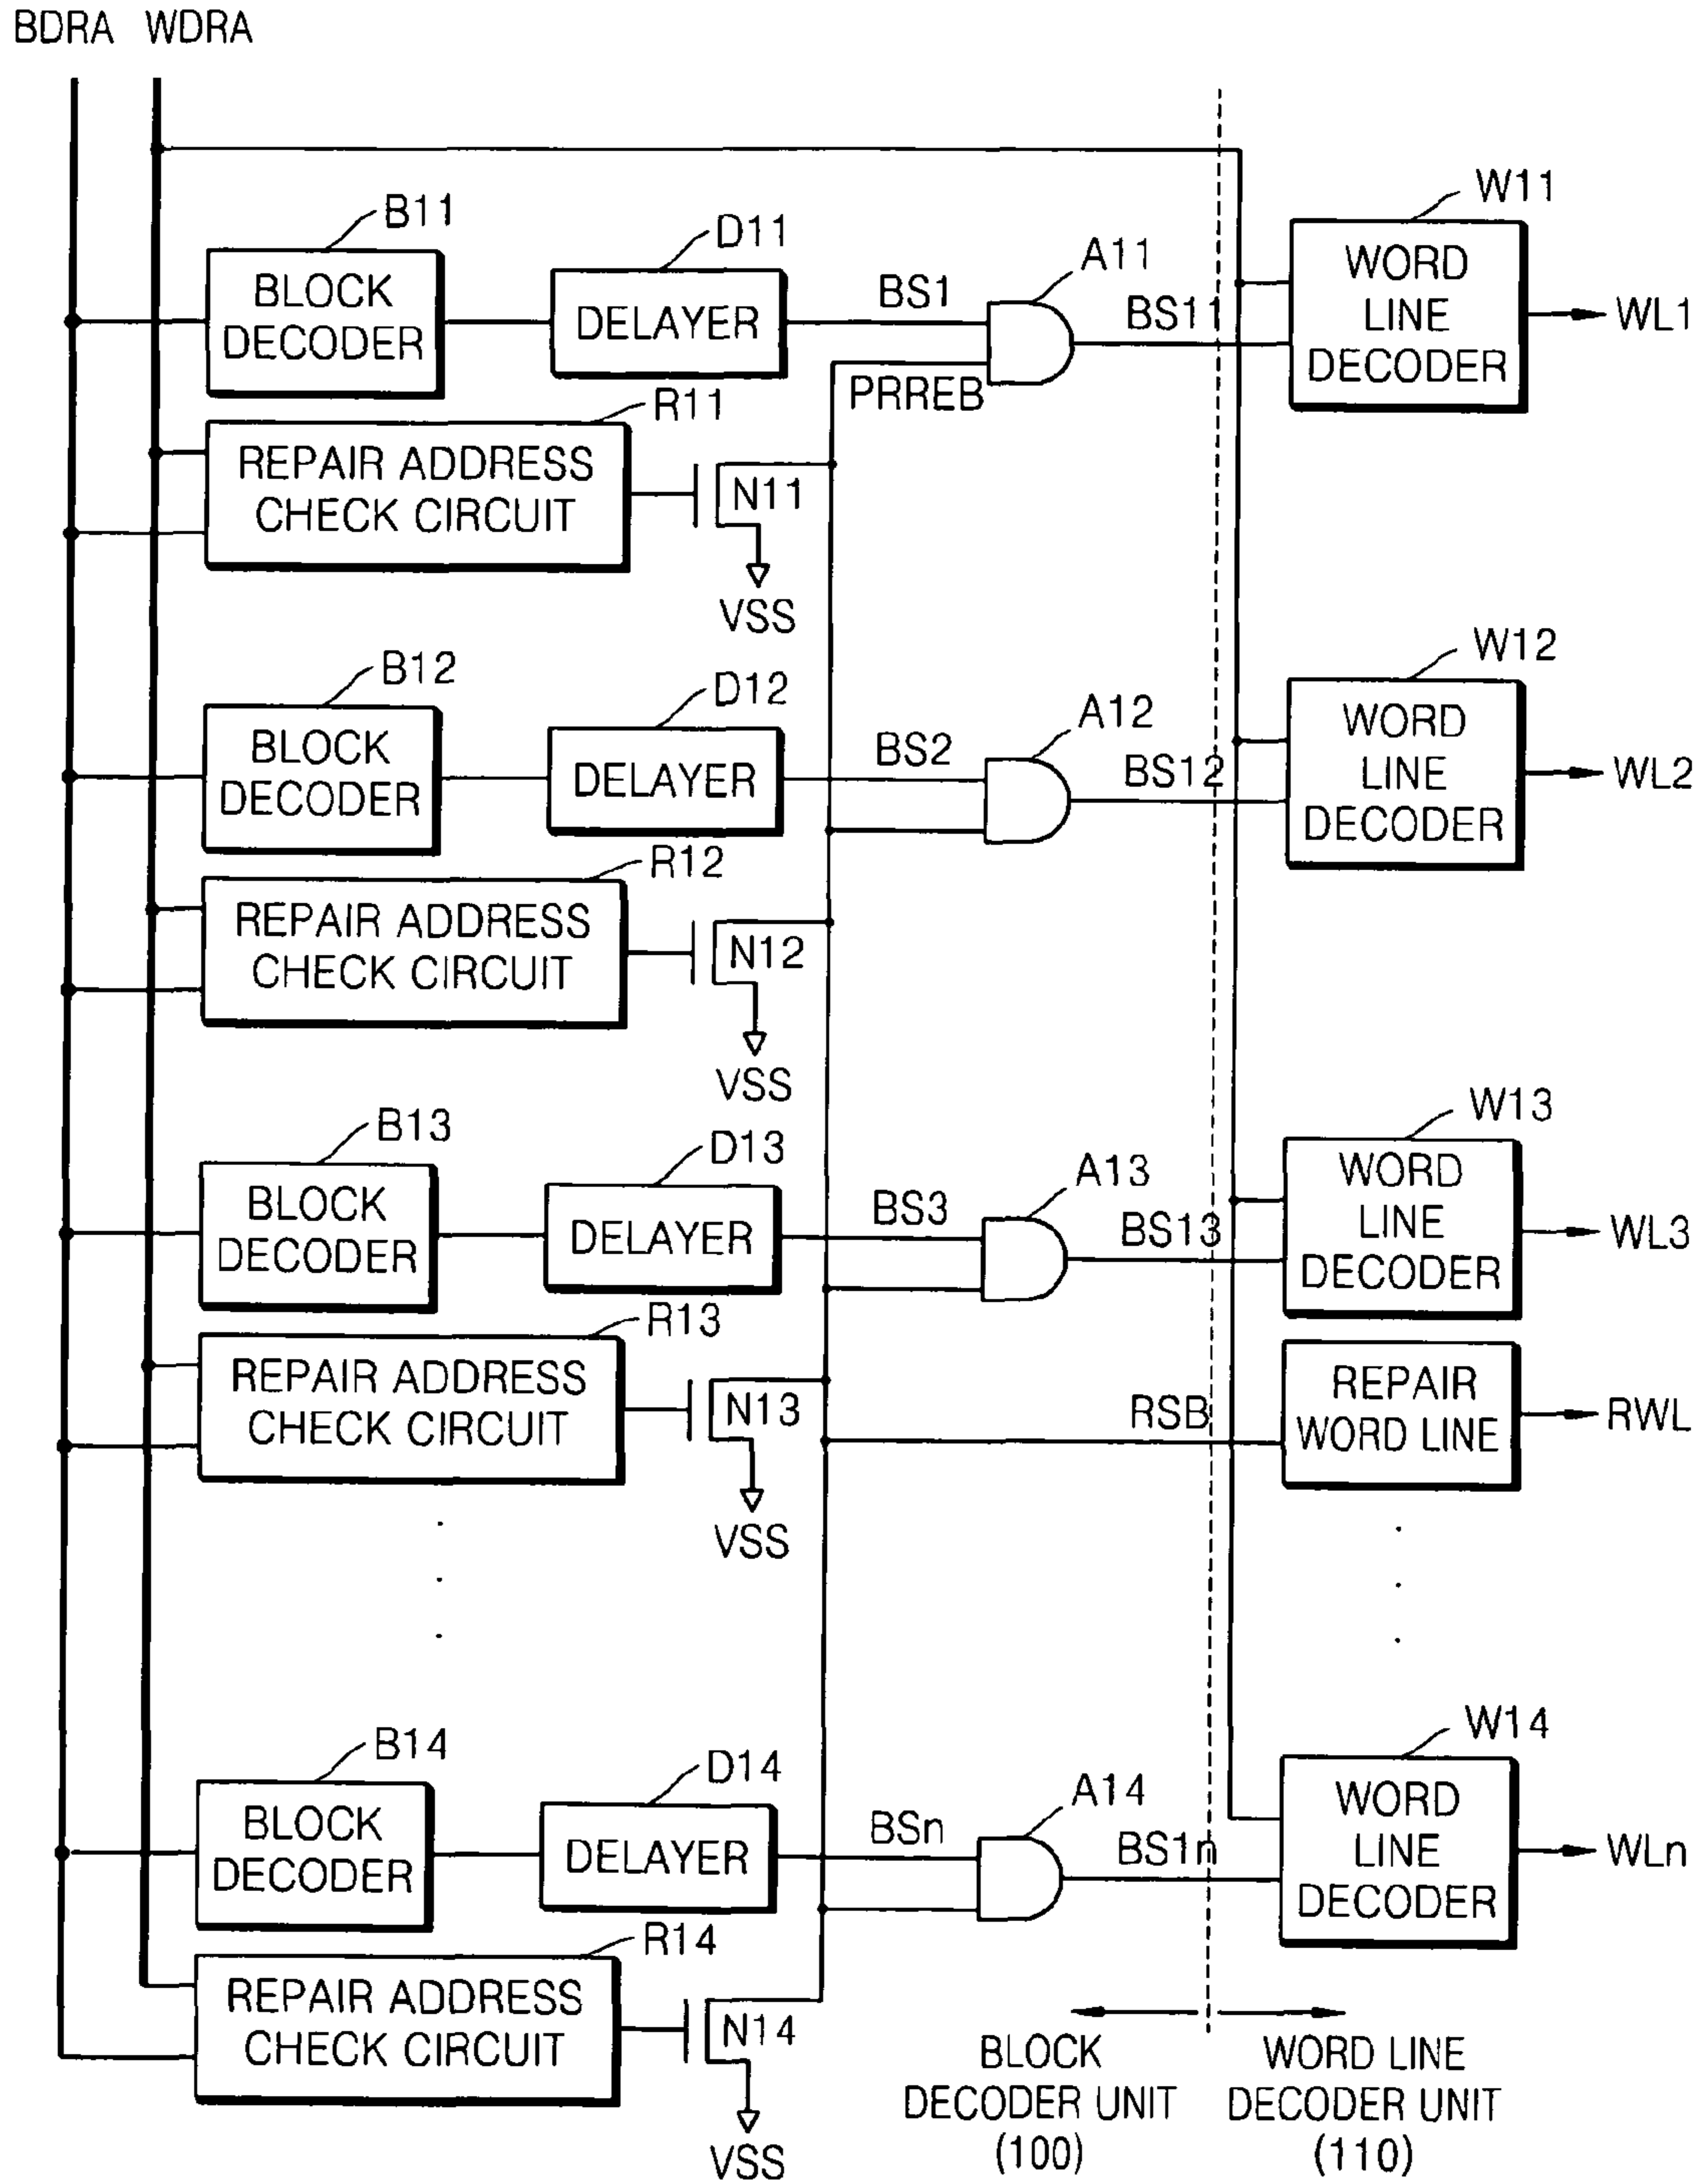 BDRA WDRA
B11
BLOCK
DECODER
D11
DELAYER
BS1
A11
BS11
PRREB
W11
WORD
LINE
DECODER
WL1
R11
REPAIR ADDRESS
CHECK CIRCUIT
N11
VSS
B12
BLOCK
DECODER
D12
DELAYER
BS2
A12
BS12
W12
WORD
LINE
DECODER
WL2
R12
REPAIR ADDRESS
CHECK CIRCUIT
N12
VSS
B13
BLOCK
DECODER
D13
DELAYER
BS3
A13
BS13
W13
WORD
LINE
DECODER
WL3
R13
REPAIR ADDRESS
CHECK CIRCUIT
N13
VSS
RSB
REPAIR
WORD LINE
RWL
B14
BLOCK
DECODER
D14
DELAYER
BSn
A14
BS1n
W14
WORD
LINE
DECODER
WLn
R14
REPAIR ADDRESS
CHECK CIRCUIT
N14
VSS
BLOCK
DECODER UNIT
(100)
WORD LINE
DECODER UNIT
(110)